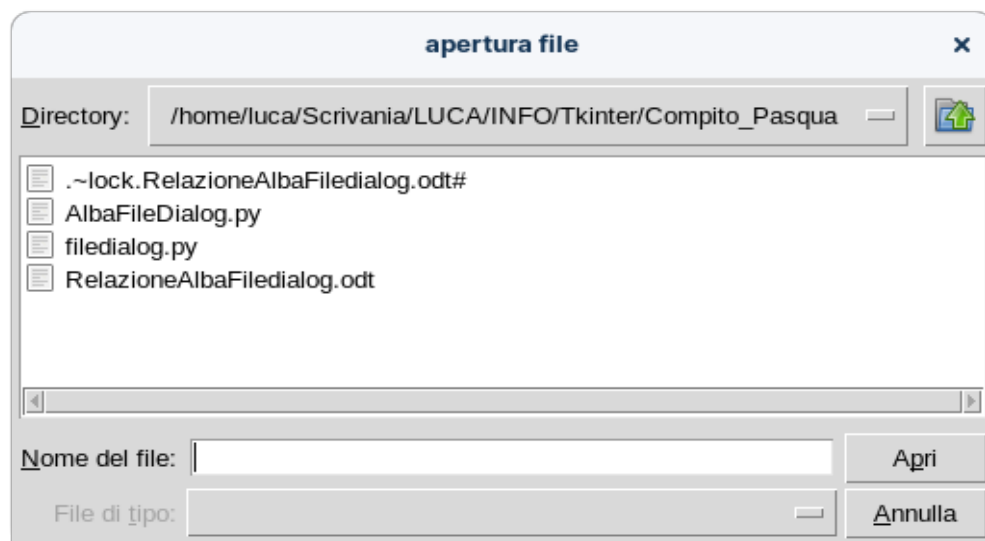 apertura file
Directory: /home/luca/Scrivania/LUCA/INFO/Tkinter/Compito_Pasqua
.~lock.RelazioneAlbaFiledialog.odt#
AlbaFileDialog.py
filedialog.py
RelazioneAlbaFiledialog.odt
Nome del file: Apri
File di tipo: Annulla